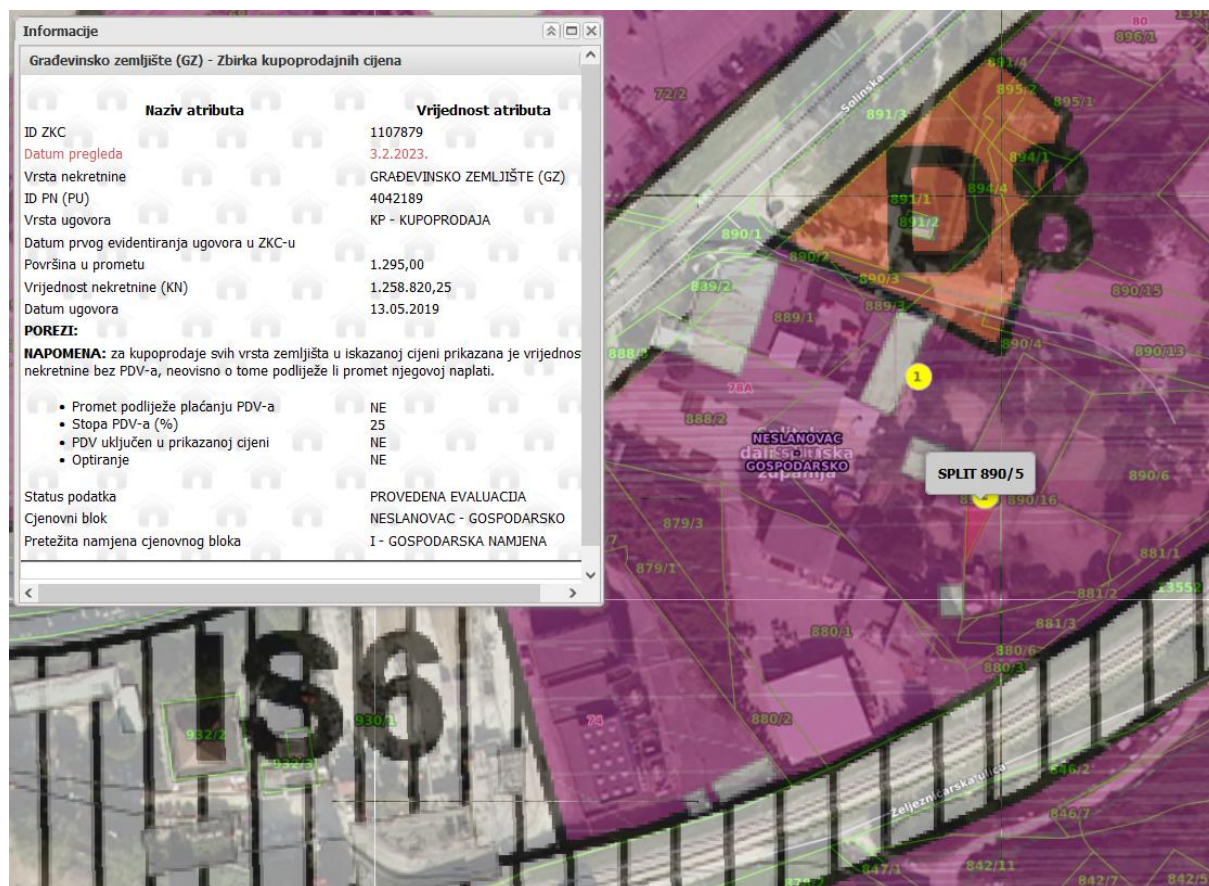 Informacije
Građevinsko zemljište (GZ) - Zbirka kupoprodajnih cijena
Naziv atributa Vrijednost atributa
ID ZKC 1107879
Datum pregleda 3.2.2023.
Vrsta nekretnine GRAĐEVINSKO ZEMLJIŠTE (GZ)
ID PN (PU) 4042189
Vrsta ugovora KP - KUPOPRODAJA
Datum prvog evidentiranja ugovora u ZKC-u
Površina u prometu 1.295,00
Vrijednost nekretnine (KN) 1.258.820,25
Datum ugovora 13.05.2019
POREZI:
NAPOMENA: za kupoprodaje svih vrsta zemljišta u iskazanoj cijeni prikazana je vrijednos
nekretnine bez PDV-a, neovisno o tome podliježe li promet njegovoj naplati.
• Promet podliježe plaćanju PDV-a NE
• Stopa PDV-a (%) 25
• PDV uključen u prikazanoj cijeni NE
• Optiranje NE
Status podatka PROVEDENA EVALUACIJA
Cjenovni blok NESLANOVAC - GOSPODARSKO
Pretežita namjena cjenovnog bloka I - GOSPODARSKA NAMJENA
80
896/1
891/4
895/2
895/1
72/2
Solinska
891/3
894/1
894/4
D8
891/1
891/2
890/1
890/2
890/3
839/2
889/3
889/1
890/15
890/4
890/13
1
78A
888/2
NESLANOVAC
GOSPODARSKO
SPLIT 890/5
890/6
890/16
879/3
879/1
881/1
881/2
881/3
880/1
880/6
880/3
880/2
86
930/1
932/2
932/3
74
Željezničarska ulica
846/2
846/7
847/1
842/11
842/7
842/5